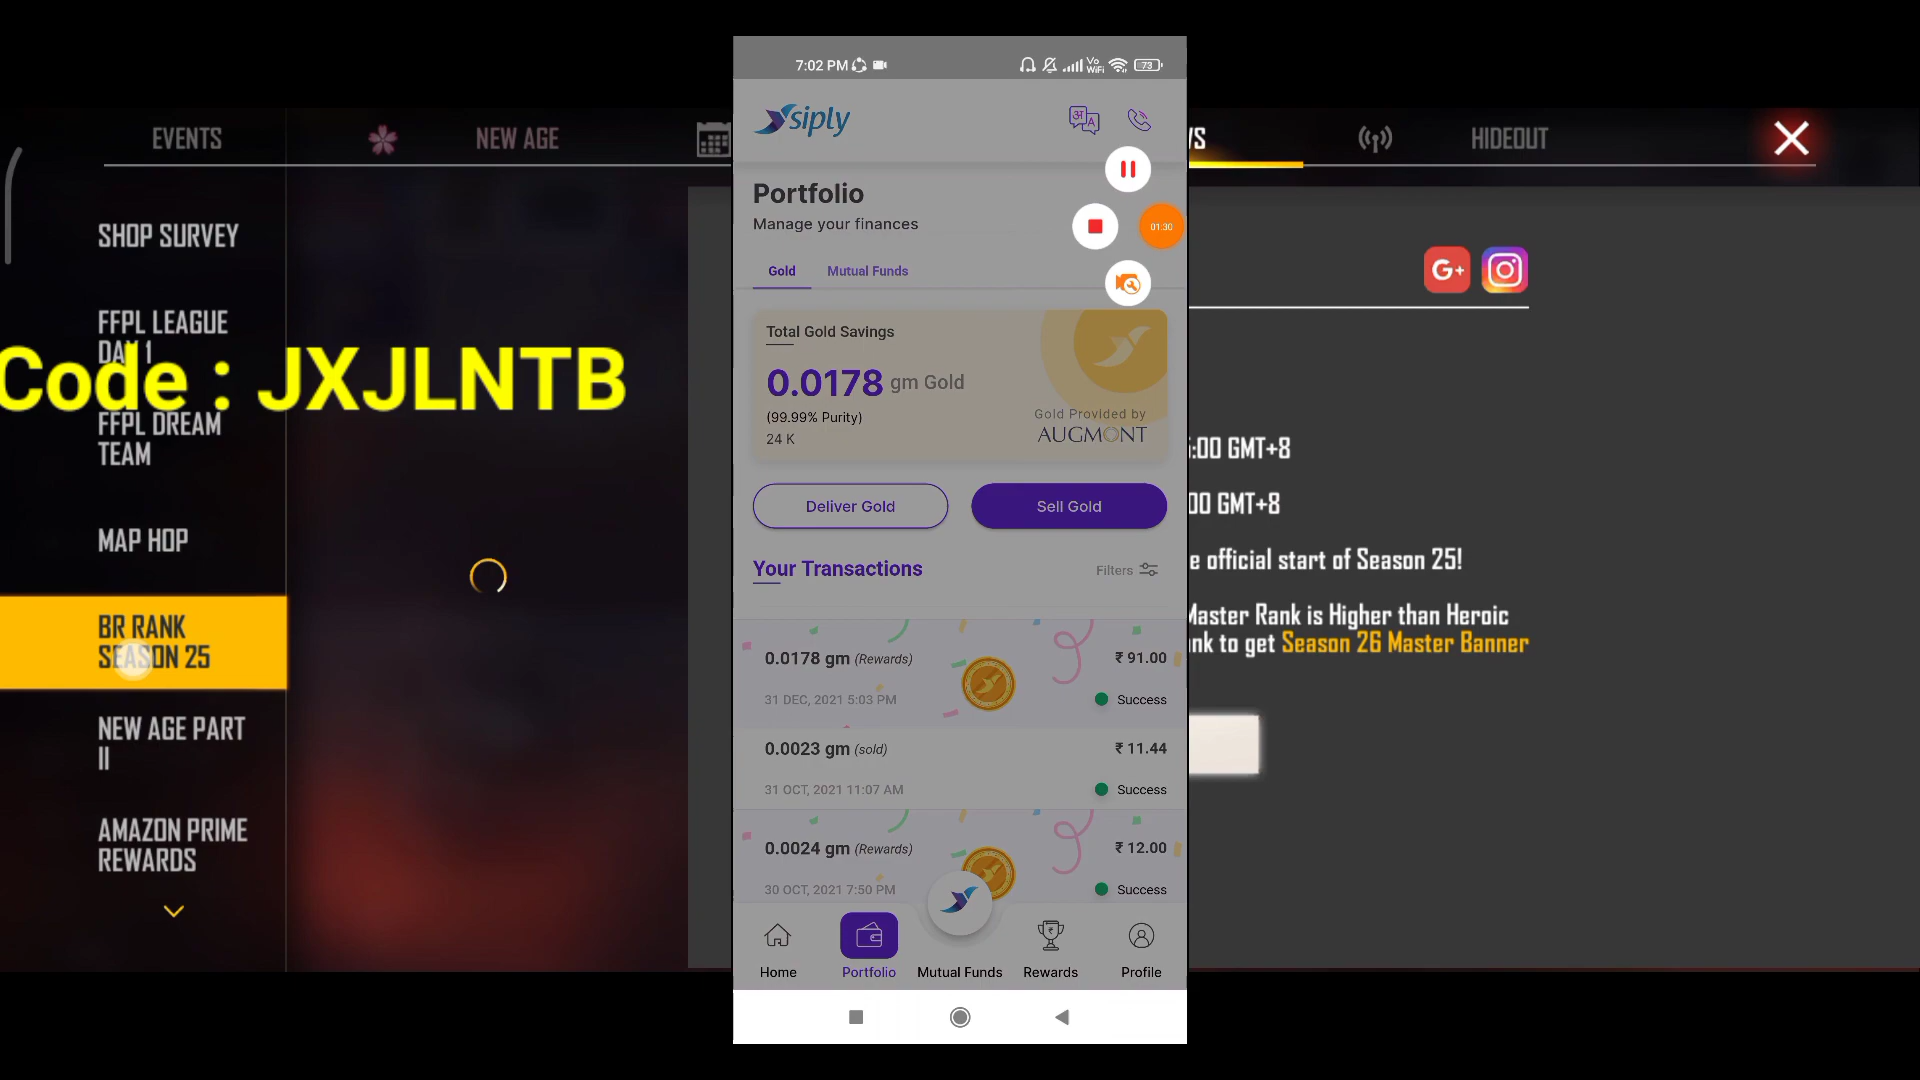 7:02 PM
Vo
WiFi
73
EVENTS
NEW AGE
HIDEOUT
siply
अ
A
Portfolio
Manage your finances
01:30
Gold
Mutual Funds
SHOP SURVEY
FFPL LEAGUE
DAY 1
Code : JXJLNTB
FFPL DREAM
TEAM
MAP HOP
BR RANK
SEASON 25
NEW AGE PART
II
AMAZON PRIME
REWARDS
Total Gold Savings
0.0178 gm Gold
(99.99% Purity)
24 K
Gold Provided by
AUGMONT
Deliver Gold
Sell Gold
Your Transactions
Filters
0.0178 gm (Rewards)
₹ 91.00
31 DEC, 2021 5:03 PM
Success
0.0023 gm (sold)
₹ 11.44
31 OCT, 2021 11:07 AM
Success
0.0024 gm (Rewards)
₹ 12.00
30 OCT, 2021 7:50 PM
Success
Home
Portfolio
Mutual Funds
Rewards
Profile
G+
:00 GMT+8
00 GMT+8
e official start of Season 25!
Master Rank is Higher than Heroic
nk to get Season 26 Master Banner